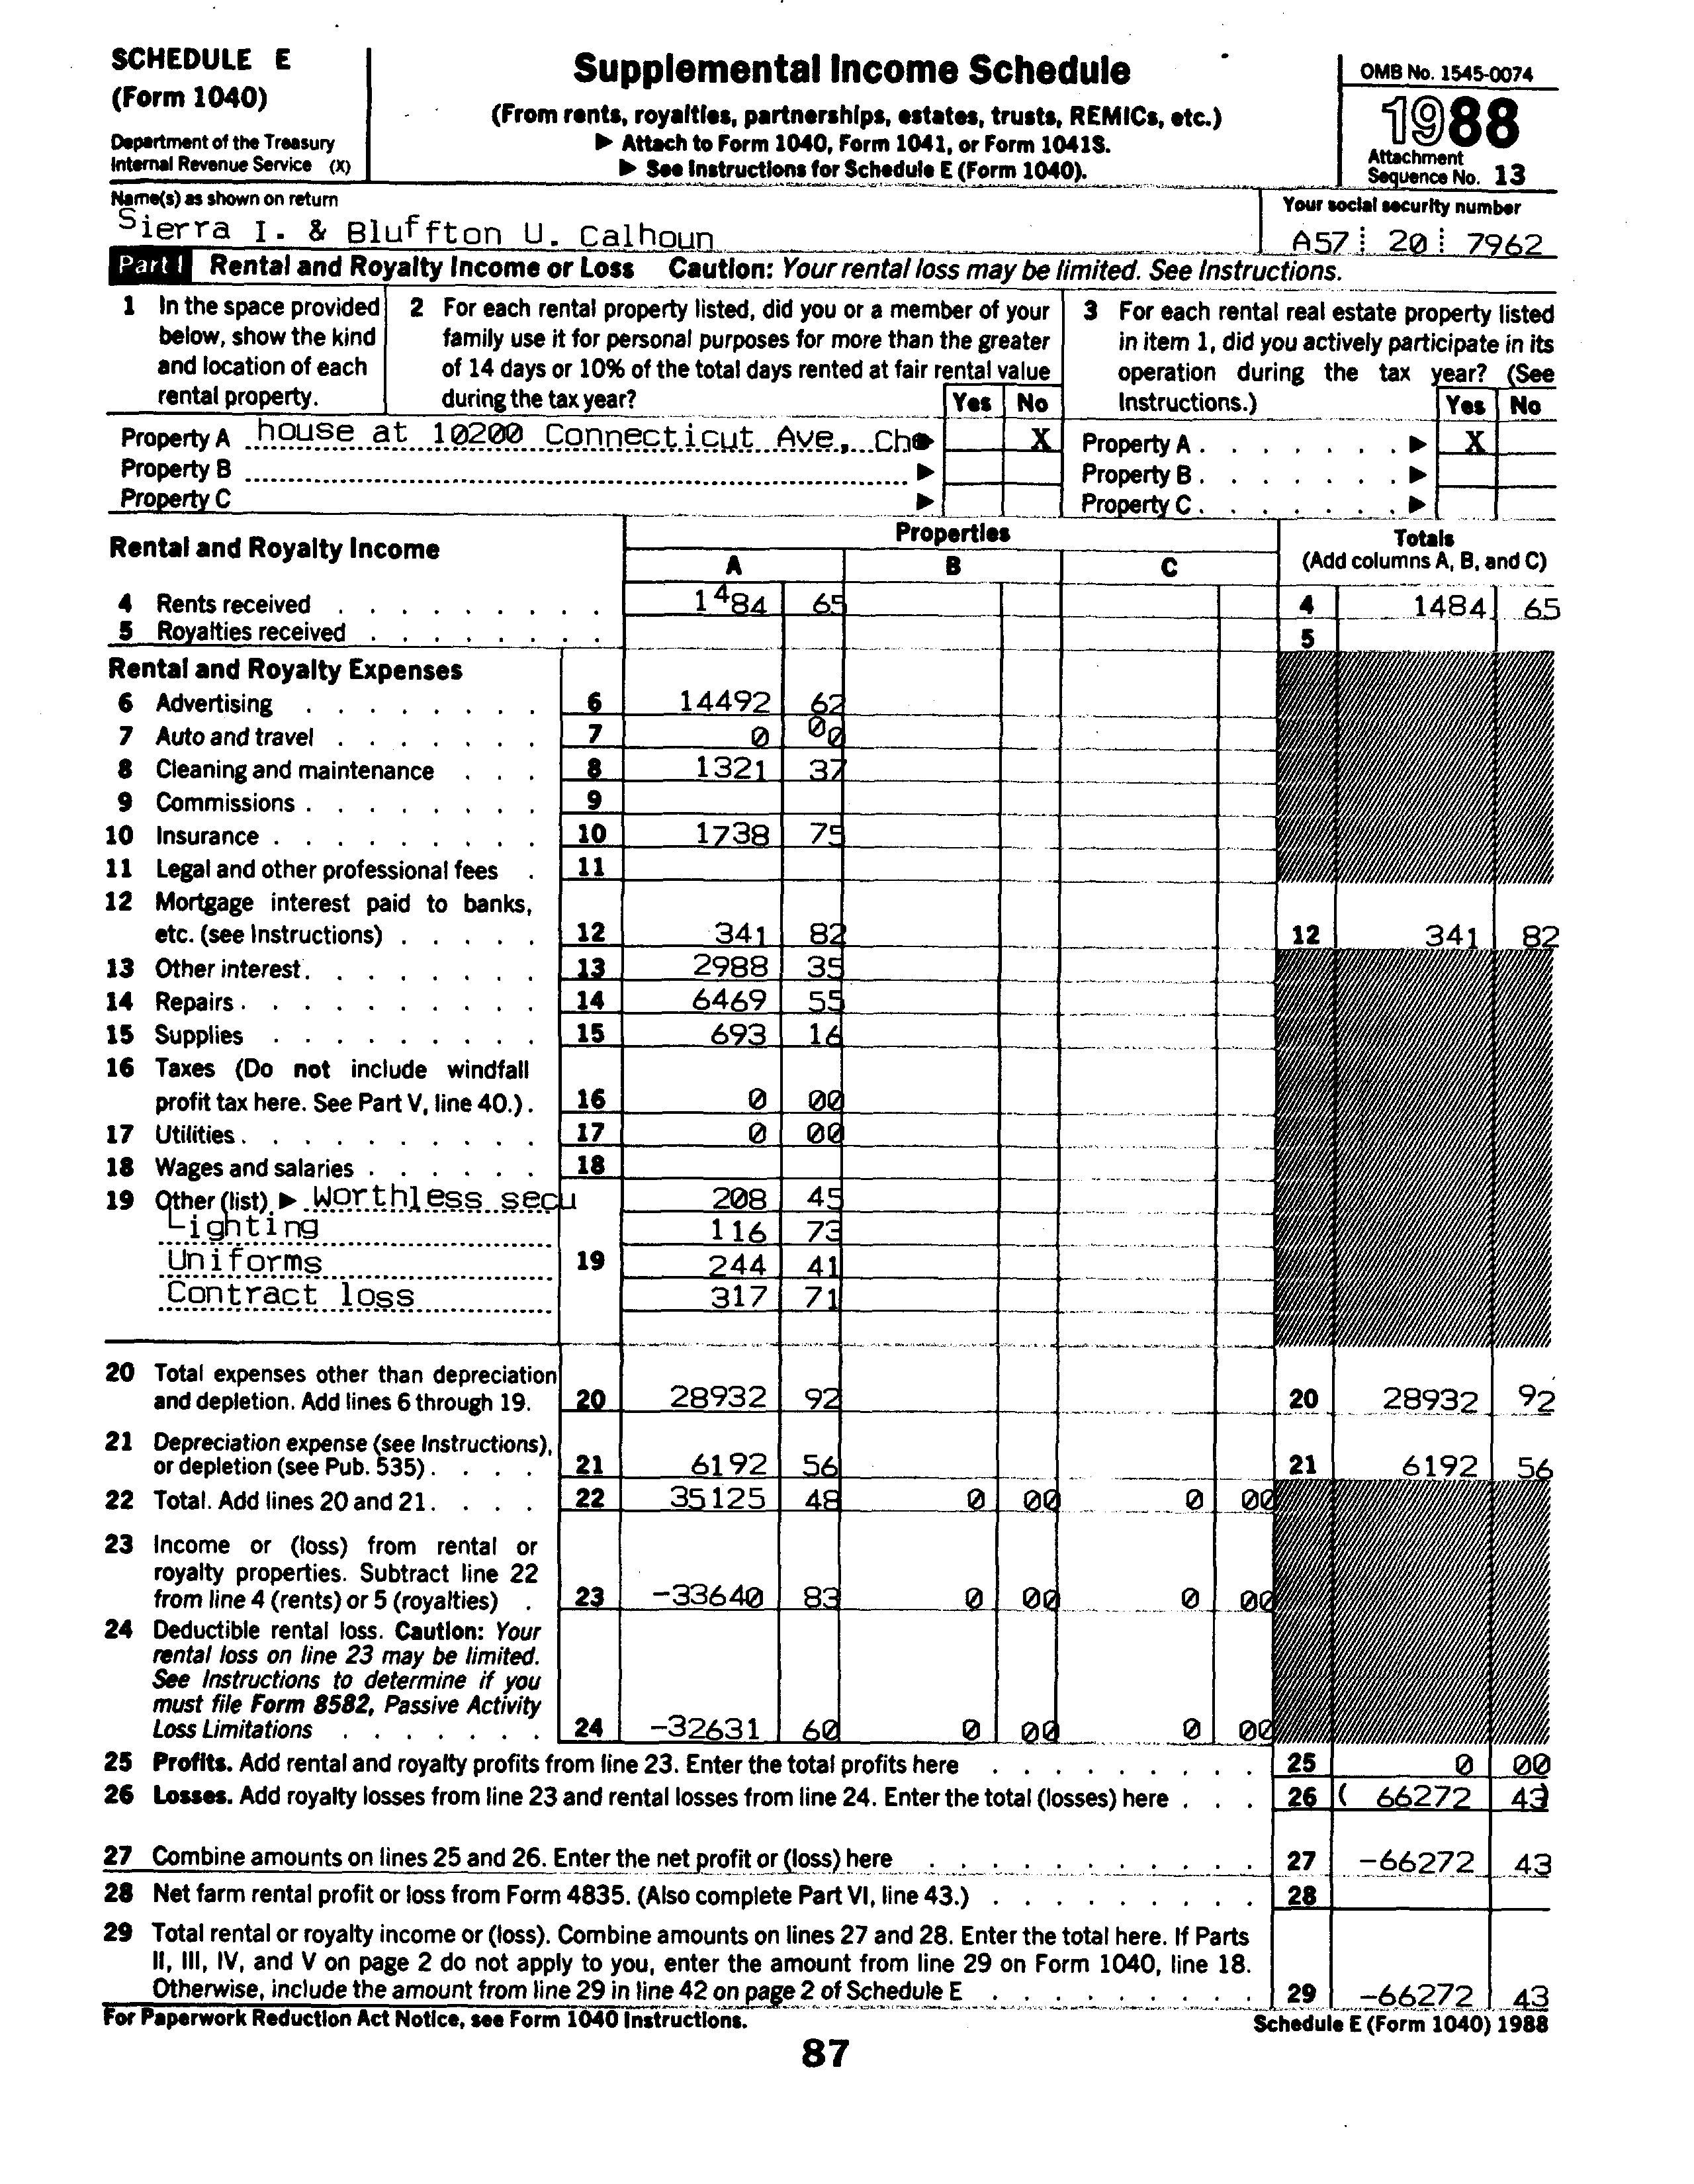 SCHEDULE E
(Form 1040)
Department of the Treasury
Internal Revenue Service (X)
Supplemental Income Schedule
(From rents, royalties, partnerships, estates, trusts, REMICs, etc.)
▶ Attach to Form 1040, Form 1041, or Form 1041S.
▶ See Instructions for Schedule E (Form 1040).
OMB No. 1545-0074
1988
Attachment
Sequence No. 13
Name(s) as shown on return
Sierra I. & Bluffton U. Calhoun
Your social security number
A57 20 7962
Part I Rental and Royalty Income or Loss Caution: Your rental loss may be limited. See Instructions.
1 In the space provided
below, show the kind
and location of each
rental property.
2 For each rental property listed, did you or a member of your
family use it for personal purposes for more than the greater
of 14 days or 10% of the total days rented at fair rental value
during the tax year? Yes No
3 For each rental real estate property listed
in item 1, did you actively participate in its
operation during the tax year? (See
Instructions.) Yes No
Property A house at 10200 Connecticut Ave, Che ▶ X Property A . . . . . . . ▶ X
Property B ▶ Property B . . . . . . . ▶
Property C ▶ Property C . . . . . . . ▶
Rental and Royalty Income Properties Totals
A B C (Add columns A, B, and C)
4 Rents received . . . . . . . . . 1484 65 4 1484 65
5 Royalties received . . . . . . . . 5
Rental and Royalty Expenses
6 Advertising . . . . . . . . 6 14492 62
7 Auto and travel . . . . . . . 7 0 00
8 Cleaning and maintenance . . . 8 1321 37
9 Commissions . . . . . . . . 9
10 Insurance . . . . . . . . . 10 1738 75
11 Legal and other professional fees . 11
12 Mortgage interest paid to banks,
etc. (see Instructions) . . . . . 12 341 82 12 341 82
13 Other interest . . . . . . . . 13 2988 35
14 Repairs . . . . . . . . . . 14 6469 55
15 Supplies . . . . . . . . . 15 693 16
16 Taxes (Do not include windfall
profit tax here. See Part V, line 40.) . 16 0 00
17 Utilities . . . . . . . . . . 17 0 00
18 Wages and salaries . . . . . . 18
19 Other (list) ▶ Worthless secu 208 45
Lighting 116 73
Uniforms 19 244 41
Contract loss 317 71
20 Total expenses other than depreciation
and depletion. Add lines 6 through 19. 20 28932 92 20 28932 92
21 Depreciation expense (see Instructions),
or depletion (see Pub. 535) . . . . 21 6192 56 21 6192 56
22 Total. Add lines 20 and 21 . . . . 22 35125 48 0 00 0 00
23 Income or (loss) from rental or
royalty properties. Subtract line 22
from line 4 (rents) or 5 (royalties) . 23 -33640 83 0 00 0 00
24 Deductible rental loss. Caution: Your
rental loss on line 23 may be limited.
See Instructions to determine if you
must file Form 8582, Passive Activity
Loss Limitations . . . . . . . 24 -32631 60 0 00 0 00
25 Profits. Add rental and royalty profits from line 23. Enter the total profits here . . . . . . . . . 25 0 00
26 Losses. Add royalty losses from line 23 and rental losses from line 24. Enter the total (losses) here . . . 26 ( 66272 43)
27 Combine amounts on lines 25 and 26. Enter the net profit or (loss) here . . . . . . . . . . . 27 -66272 43
28 Net farm rental profit or loss from Form 4835. (Also complete Part VI, line 43.) . . . . . . . . . 28
29 Total rental or royalty income or (loss). Combine amounts on lines 27 and 28. Enter the total here. If Parts
II, III, IV, and V on page 2 do not apply to you, enter the amount from line 29 on Form 1040, line 18.
Otherwise, include the amount from line 29 in line 42 on page 2 of Schedule E . . . . . . . . . 29 -66272 43
For Paperwork Reduction Act Notice, see Form 1040 Instructions. Schedule E (Form 1040) 1988
87